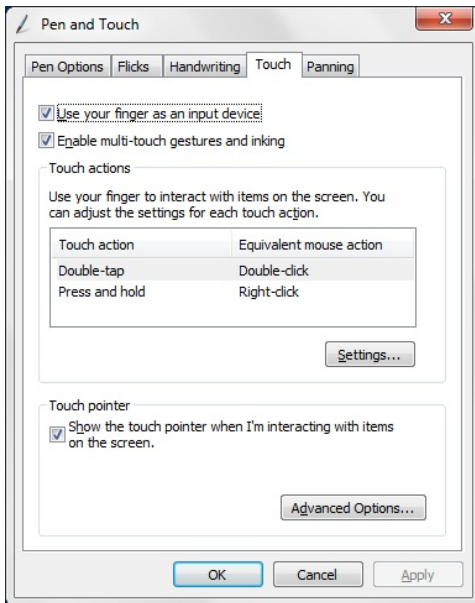 Pen and Touch
Pen Options Flicks Handwriting Touch Panning
Use your finger as an input device
Enable multi-touch gestures and inking
Touch actions
Use your finger to interact with items on the screen. You
can adjust the settings for each touch action.
Touch action Equivalent mouse action
Double-tap Double-click
Press and hold Right-click
Settings...
Touch pointer
Show the touch pointer when I'm interacting with items
on the screen.
Advanced Options...
OK Cancel Apply